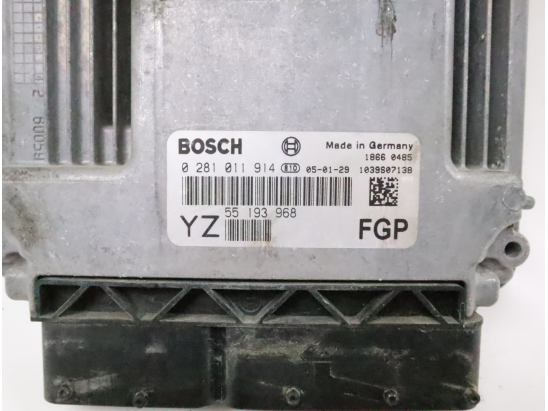 BOSCH
Made in Germany
1866 0485
0 281 011 914 810 05-01-29 1039S07138
55 193 968
YZ
FGP